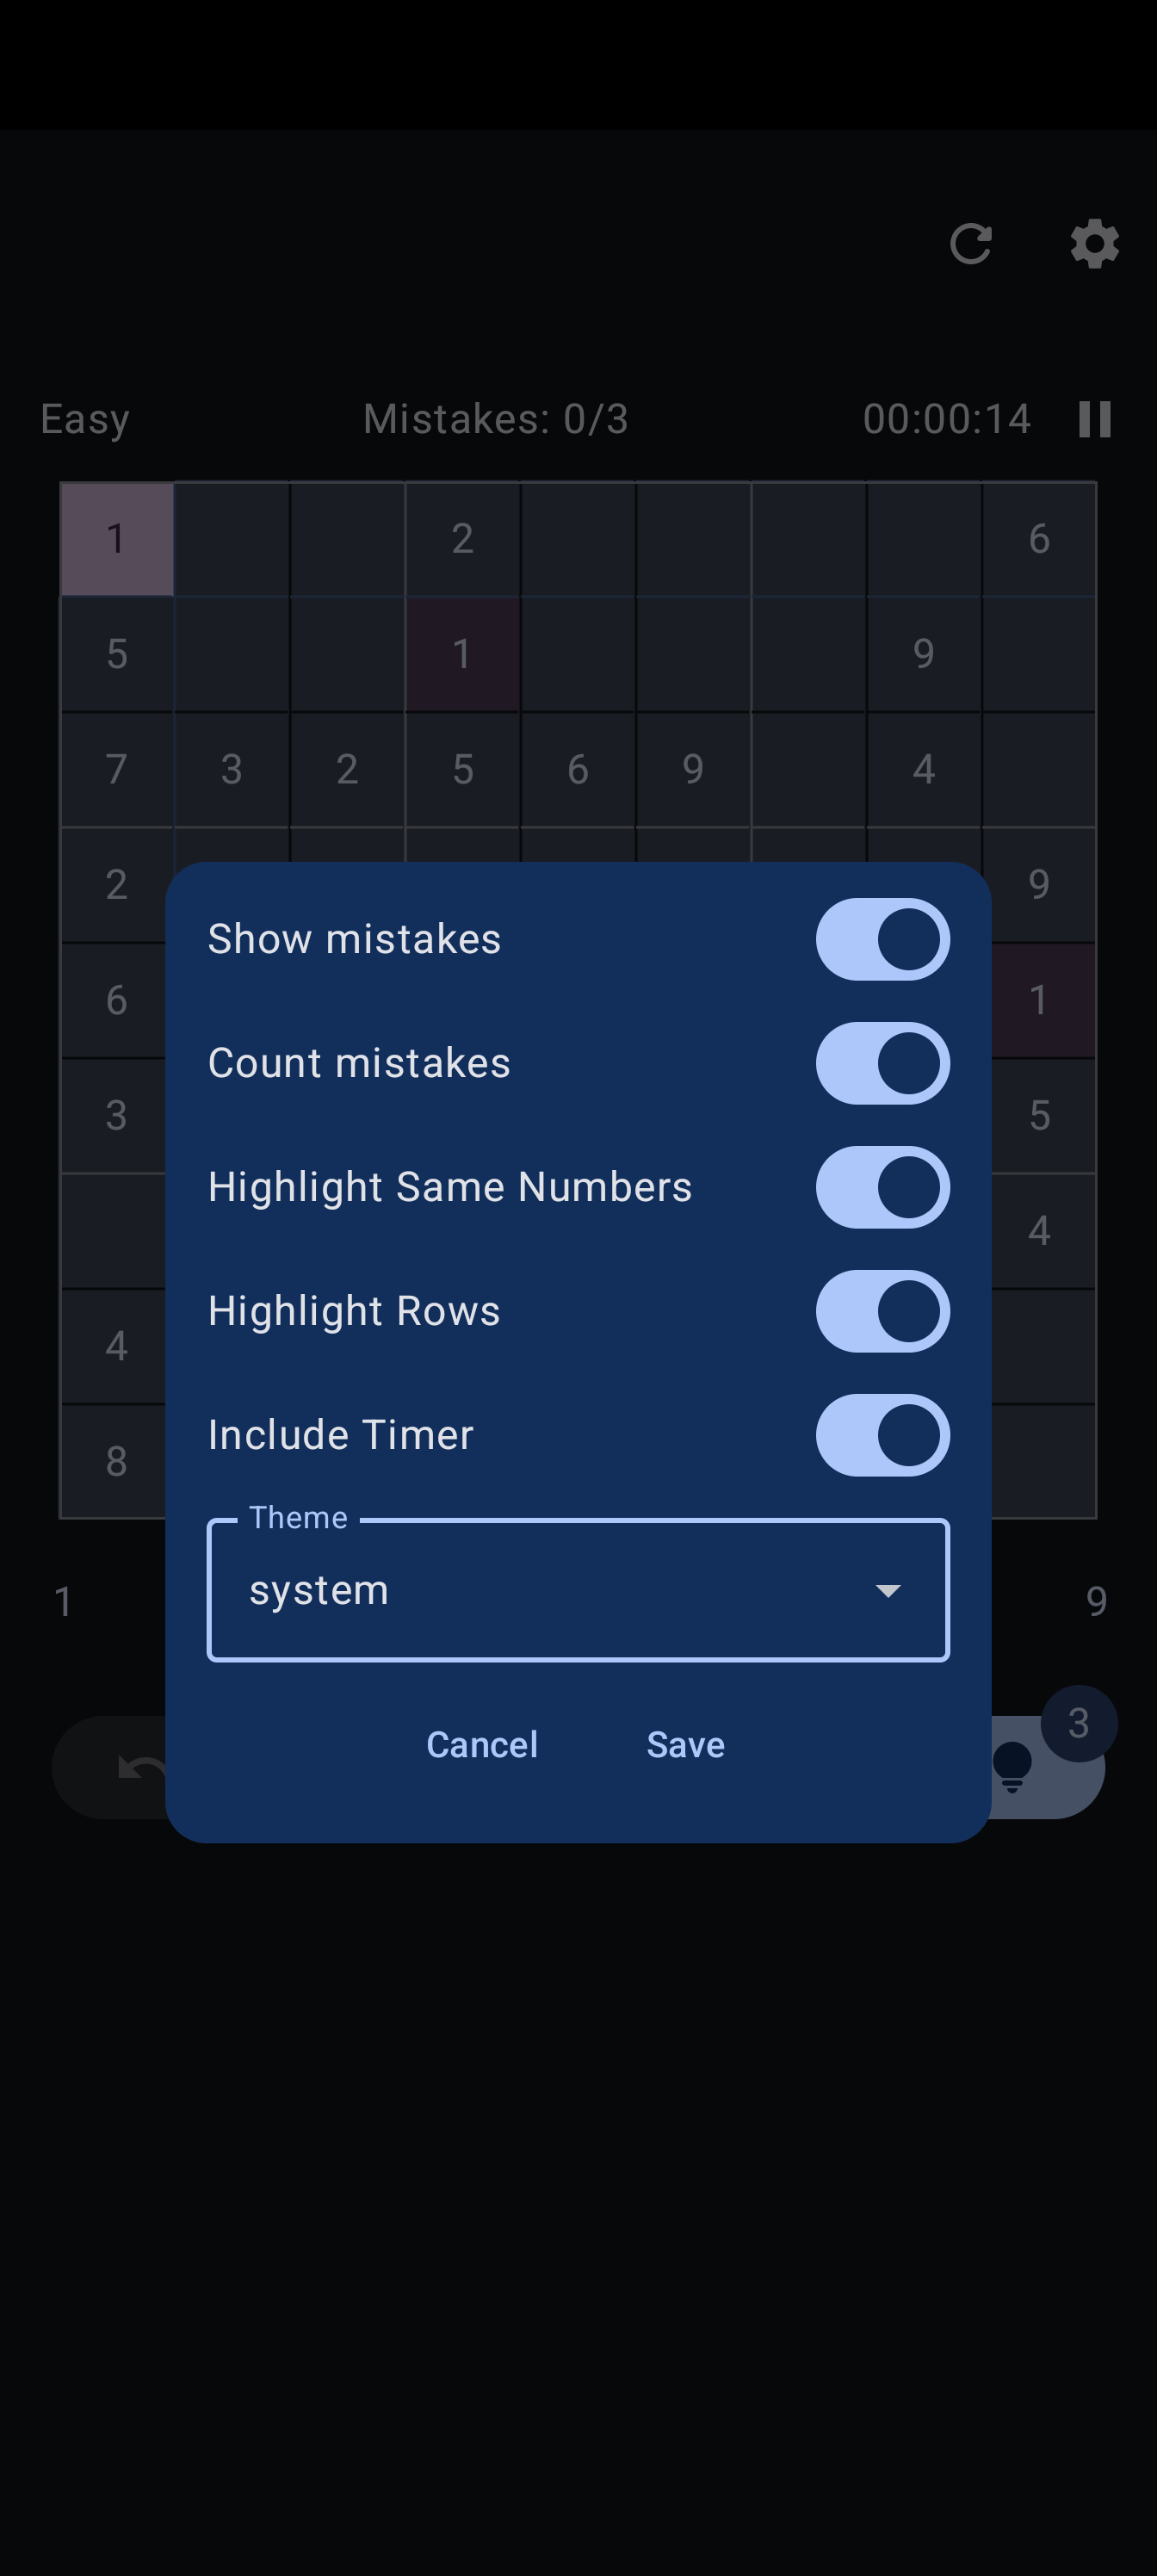 Easy Mistakes: 0/3 00:00:14
1 2 6
5 1 9
7 3 2 5 6 9 4
2 9
Show mistakes
6 1
Count mistakes
3 5
Highlight Same Numbers
4
Highlight Rows
4
Include Timer
8
Theme
system
1 9
3
Cancel Save